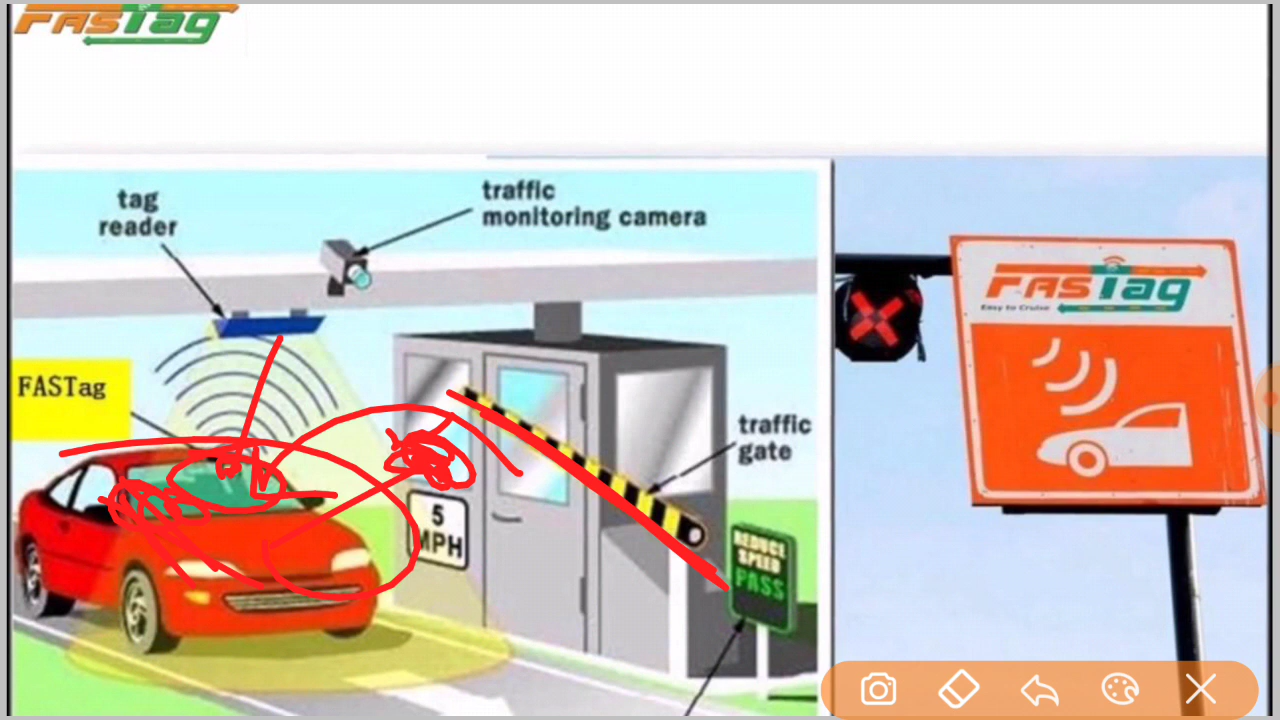 FASTag
tag
reader
traffic
monitoring camera
FASTag
traffic
gate
5
MPH
REDUCE
SPEED
PASS
FASTag
Easy to Cruise